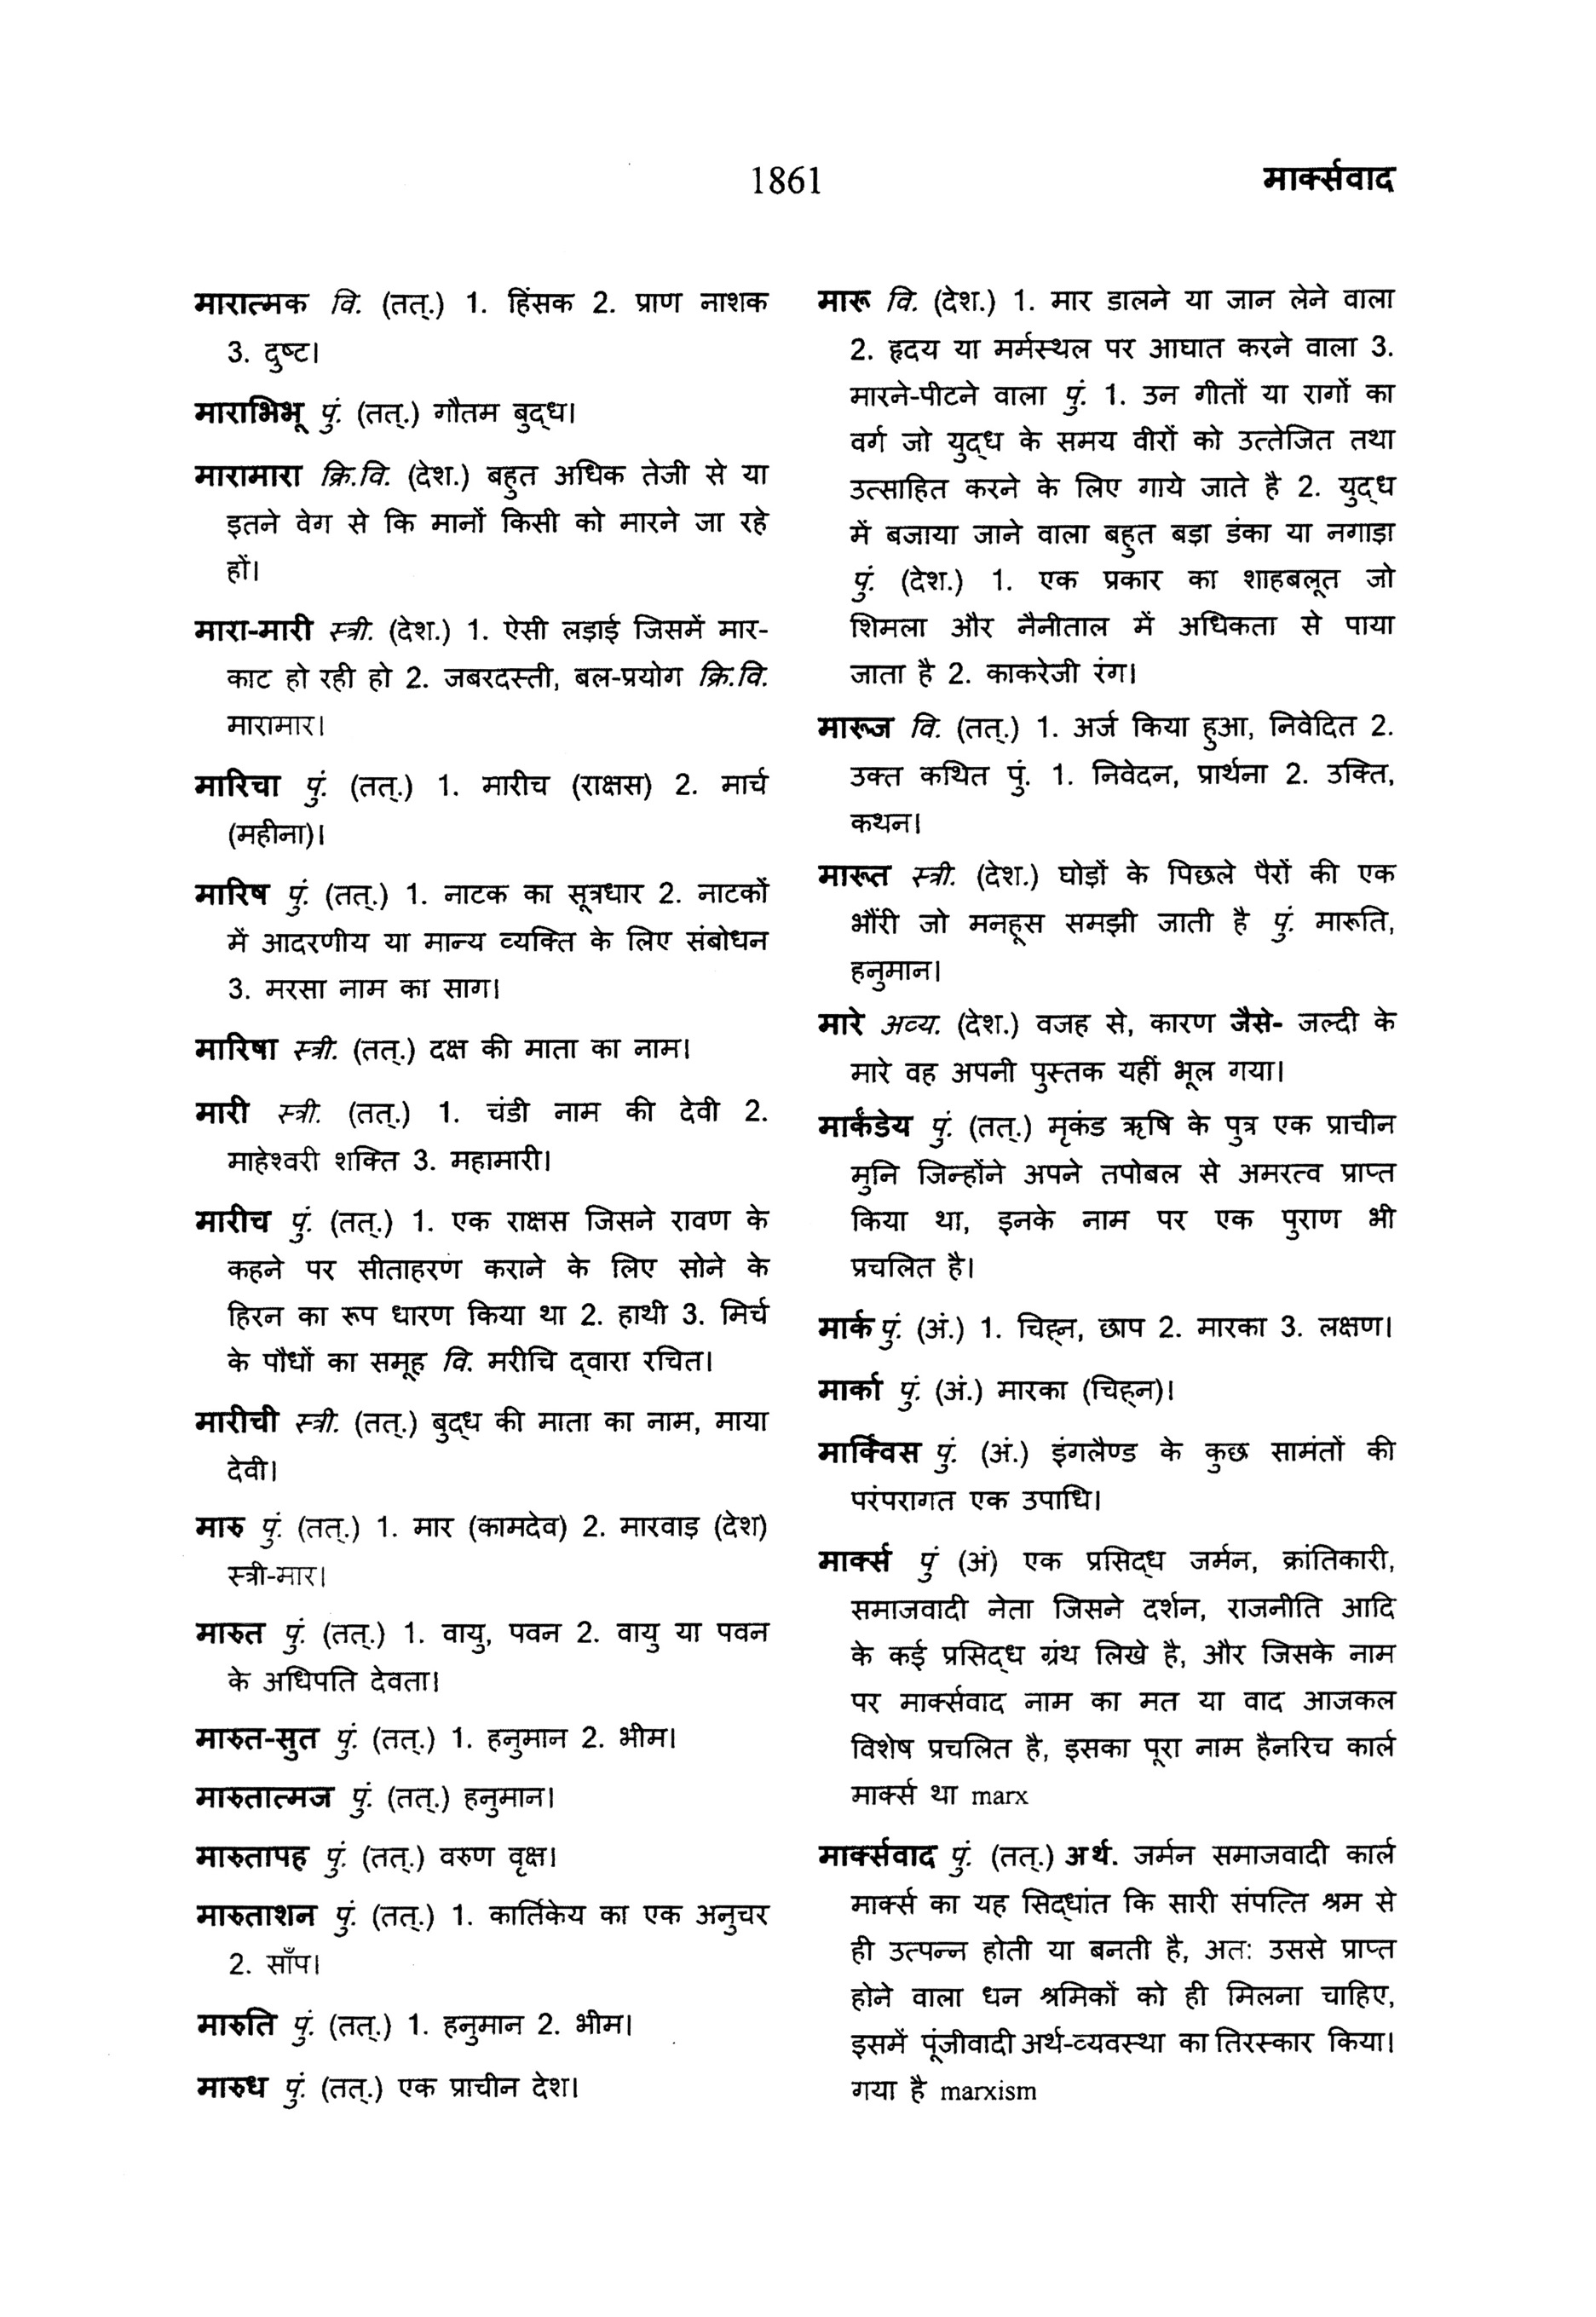 1861
मार्क्सवाद
मारात्मक वि. (तत्.) 1. हिंसक 2. प्राण नाशक
3. दुष्ट।
माराभिभू पुं. (तत्.) गौतम बुद्ध।
मारामारा क्रि.वि. (देश.) बहुत अधिक तेजी से या
इतने वेग से कि मानों किसी को मारने जा रहे
हों।
मारा-मारी स्त्री. (देश.) 1. ऐसी लड़ाई जिसमें मार-
काट हो रही हो 2. जबरदस्ती, बल-प्रयोग क्रि.वि.
मारामार।
मारिचा पुं. (तत्.) 1. मारीच (राक्षस) 2. मार्च
(महीना)।
मारिष पुं. (तत्.) 1. नाटक का सूत्रधार 2. नाटकों
में आदरणीय या मान्य व्यक्ति के लिए संबोधन
3. मरसा नाम का साग।
मारिषा स्त्री. (तत्.) दक्ष की माता का नाम।
मारी स्त्री. (तत्.) 1. चंडी नाम की देवी 2.
माहेश्वरी शक्ति 3. महामारी।
मारीच पुं. (तत्.) 1. एक राक्षस जिसने रावण के
कहने पर सीताहरण कराने के लिए सोने के
हिरन का रूप धारण किया था 2. हाथी 3. मिर्च
के पौधों का समूह वि. मरीचि द्वारा रचित।
मारीची स्त्री. (तत्.) बुद्ध की माता का नाम, माया
देवी।
मारु पुं. (तत्.) 1. मार (कामदेव) 2. मारवाड़ (देश)
स्त्री-मार।
मारुत पुं. (तत्.) 1. वायु, पवन 2. वायु या पवन
के अधिपति देवता।
मारुत-सुत पुं. (तत्.) 1. हनुमान 2. भीम।
मारुतात्मज पुं. (तत्.) हनुमान।
मारुतापह पुं. (तत्.) वरुण वृक्ष।
मारुताशन पुं. (तत्.) 1. कार्तिकेय का एक अनुचर
2. साँप।
मारुति पुं. (तत्.) 1. हनुमान 2. भीम।
मारुध पुं. (तत्.) एक प्राचीन देश।
मारू वि. (देश.) 1. मार डालने या जान लेने वाला
2. हृदय या मर्मस्थल पर आघात करने वाला 3.
मारने-पीटने वाला पुं. 1. उन गीतों या रागों का
वर्ग जो युद्ध के समय वीरों को उत्तेजित तथा
उत्साहित करने के लिए गाये जाते है 2. युद्ध
में बजाया जाने वाला बहुत बड़ा डंका या नगाड़ा
पुं. (देश.) 1. एक प्रकार का शाहबलूत जो
शिमला और नैनीताल में अधिकता से पाया
जाता है 2. काकरेजी रंग।
मारूज वि. (तत्.) 1. अर्ज किया हुआ, निवेदित 2.
उक्त कथित पुं. 1. निवेदन, प्रार्थना 2. उक्ति,
कथन।
मारूत स्त्री. (देश.) घोड़ों के पिछले पैरों की एक
भौंरी जो मनहूस समझी जाती है पुं. मारूति,
हनुमान।
मारे अव्य. (देश.) वजह से, कारण जैसे- जल्दी के
मारे वह अपनी पुस्तक यहीं भूल गया।
मार्कंडेय पुं. (तत्.) मृकंड ऋषि के पुत्र एक प्राचीन
मुनि जिन्होंने अपने तपोबल से अमरत्व प्राप्त
किया था, इनके नाम पर एक पुराण भी
प्रचलित है।
मार्क पुं. (अं.) 1. चिह्न, छाप 2. मारका 3. लक्षण।
मार्का पुं. (अं.) मारका (चिह्न)।
मार्क्विस पुं. (अं.) इंगलैण्ड के कुछ सामंतों की
परंपरागत एक उपाधि।
मार्क्स पुं (अं) एक प्रसिद्ध जर्मन, क्रांतिकारी,
समाजवादी नेता जिसने दर्शन, राजनीति आदि
के कई प्रसिद्ध ग्रंथ लिखे है, और जिसके नाम
पर मार्क्सवाद नाम का मत या वाद आजकल
विशेष प्रचलित है, इसका पूरा नाम हैनरिच कार्ल
मार्क्स था marx
मार्क्सवाद पुं. (तत्.) अर्थ. जर्मन समाजवादी कार्ल
मार्क्स का यह सिद्धांत कि सारी संपत्ति श्रम से
ही उत्पन्न होती या बनती है, अतः उससे प्राप्त
होने वाला धन श्रमिकों को ही मिलना चाहिए,
इसमें पूंजीवादी अर्थ-व्यवस्था का तिरस्कार किया।
गया है marxism